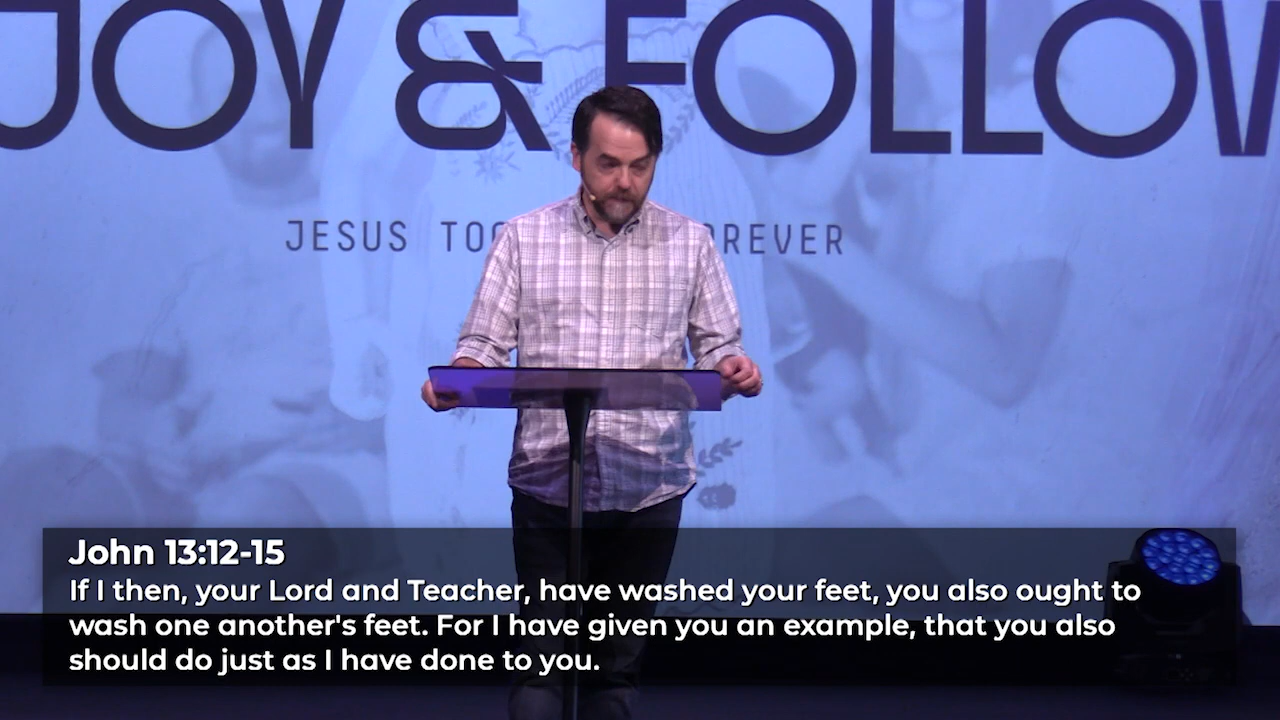 JOY & FOLLOW
JESUS TOG OREVER
John 13:12-15
If I then, your Lord and Teacher, have washed your feet, you also ought to
wash one another's feet. For I have given you an example, that you also
should do just as I have done to you.